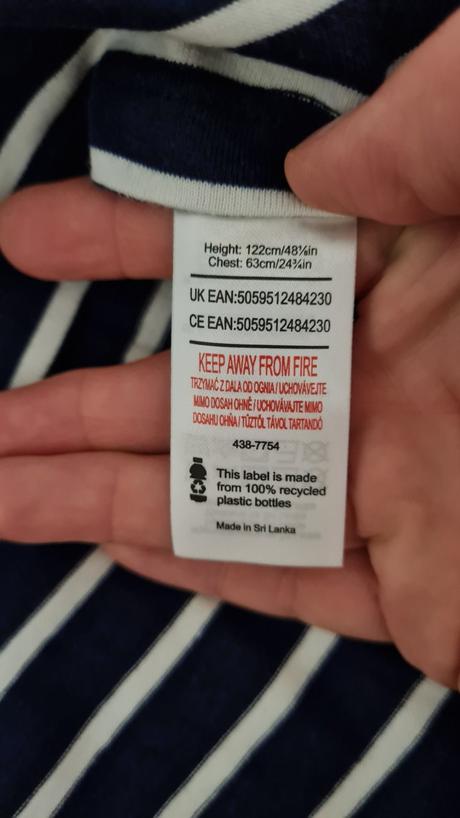 Height: 122cm/48⅛in
Chest: 63cm/24¾in
UK EAN:5059512484230
CE EAN:5059512484230
KEEP AWAY FROM FIRE
TRZYMAĆ Z DALA OD OGNIA / UCHOVÁVEJTE
MIMO DOSAH OHNĚ / UCHOVÁVAJTE MIMO
DOSAHU OHŇA / TŰZTŐL TÁVOL TARTANDÓ
438-7754
This label is made
from 100% recycled
plastic bottles
Made in Sri Lanka